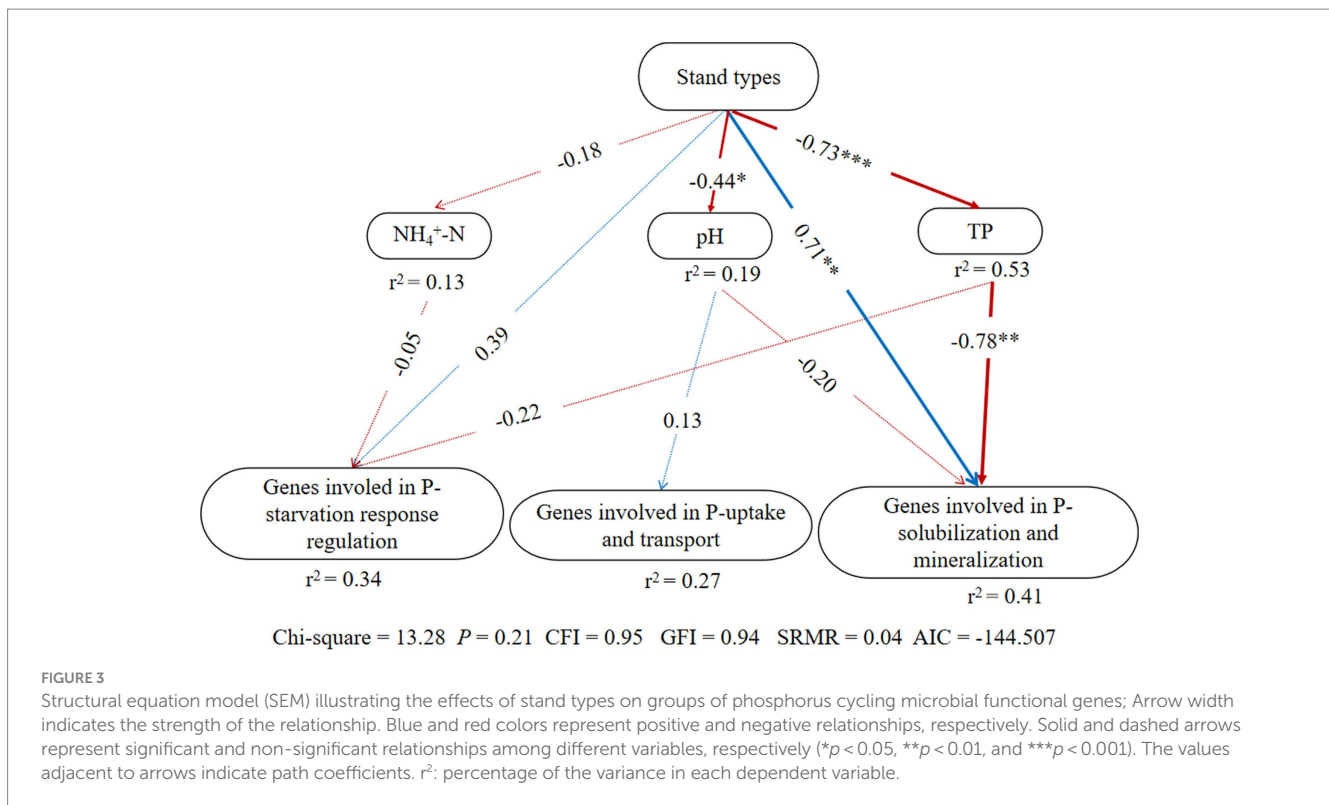 Stand types
-0.18
-0.44*
-0.73***
NH₄⁺-N
pH
TP
r² = 0.13
r² = 0.19
r² = 0.53
0.71**
-0.05
0.39
-0.78**
-0.20
-0.22
0.13
Genes involed in P-
starvation response
regulation
r² = 0.34
Genes involved in P-uptake
and transport
r² = 0.27
Genes involved in P-
solubilization and
mineralization
r² = 0.41
Chi-square = 13.28 P = 0.21 CFI = 0.95 GFI = 0.94 SRMR = 0.04 AIC = -144.507
FIGURE 3
Structural equation model (SEM) illustrating the effects of stand types on groups of phosphorus cycling microbial functional genes; Arrow width
indicates the strength of the relationship. Blue and red colors represent positive and negative relationships, respectively. Solid and dashed arrows
represent significant and non-significant relationships among different variables, respectively (*p < 0.05, **p < 0.01, and ***p < 0.001). The values
adjacent to arrows indicate path coefficients. r²: percentage of the variance in each dependent variable.